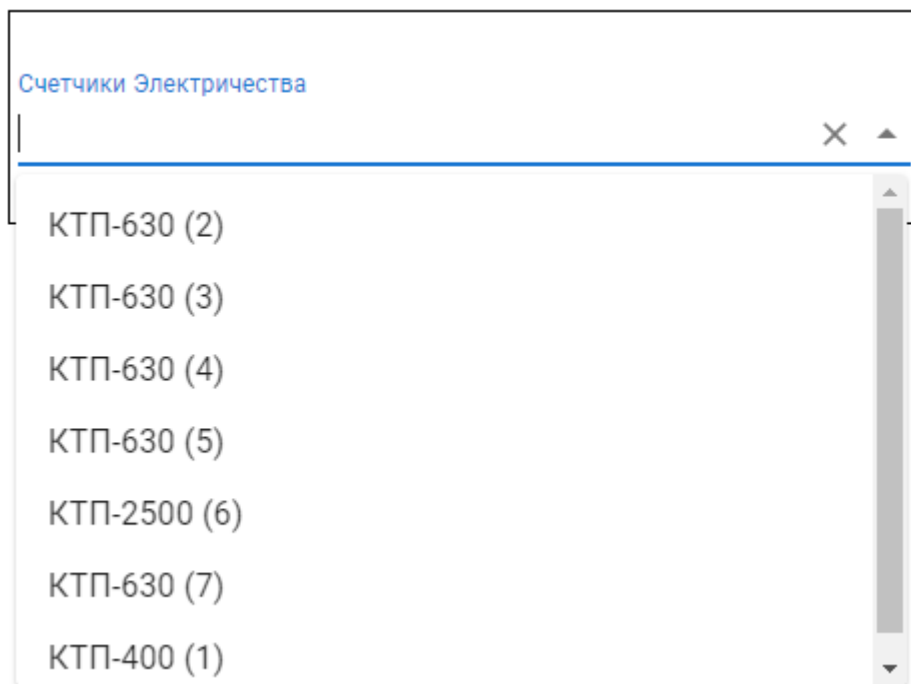 Счетчики Электричества
КТП-630 (2)
КТП-630 (3)
КТП-630 (4)
КТП-630 (5)
КТП-2500 (6)
КТП-630 (7)
КТП-400 (1)